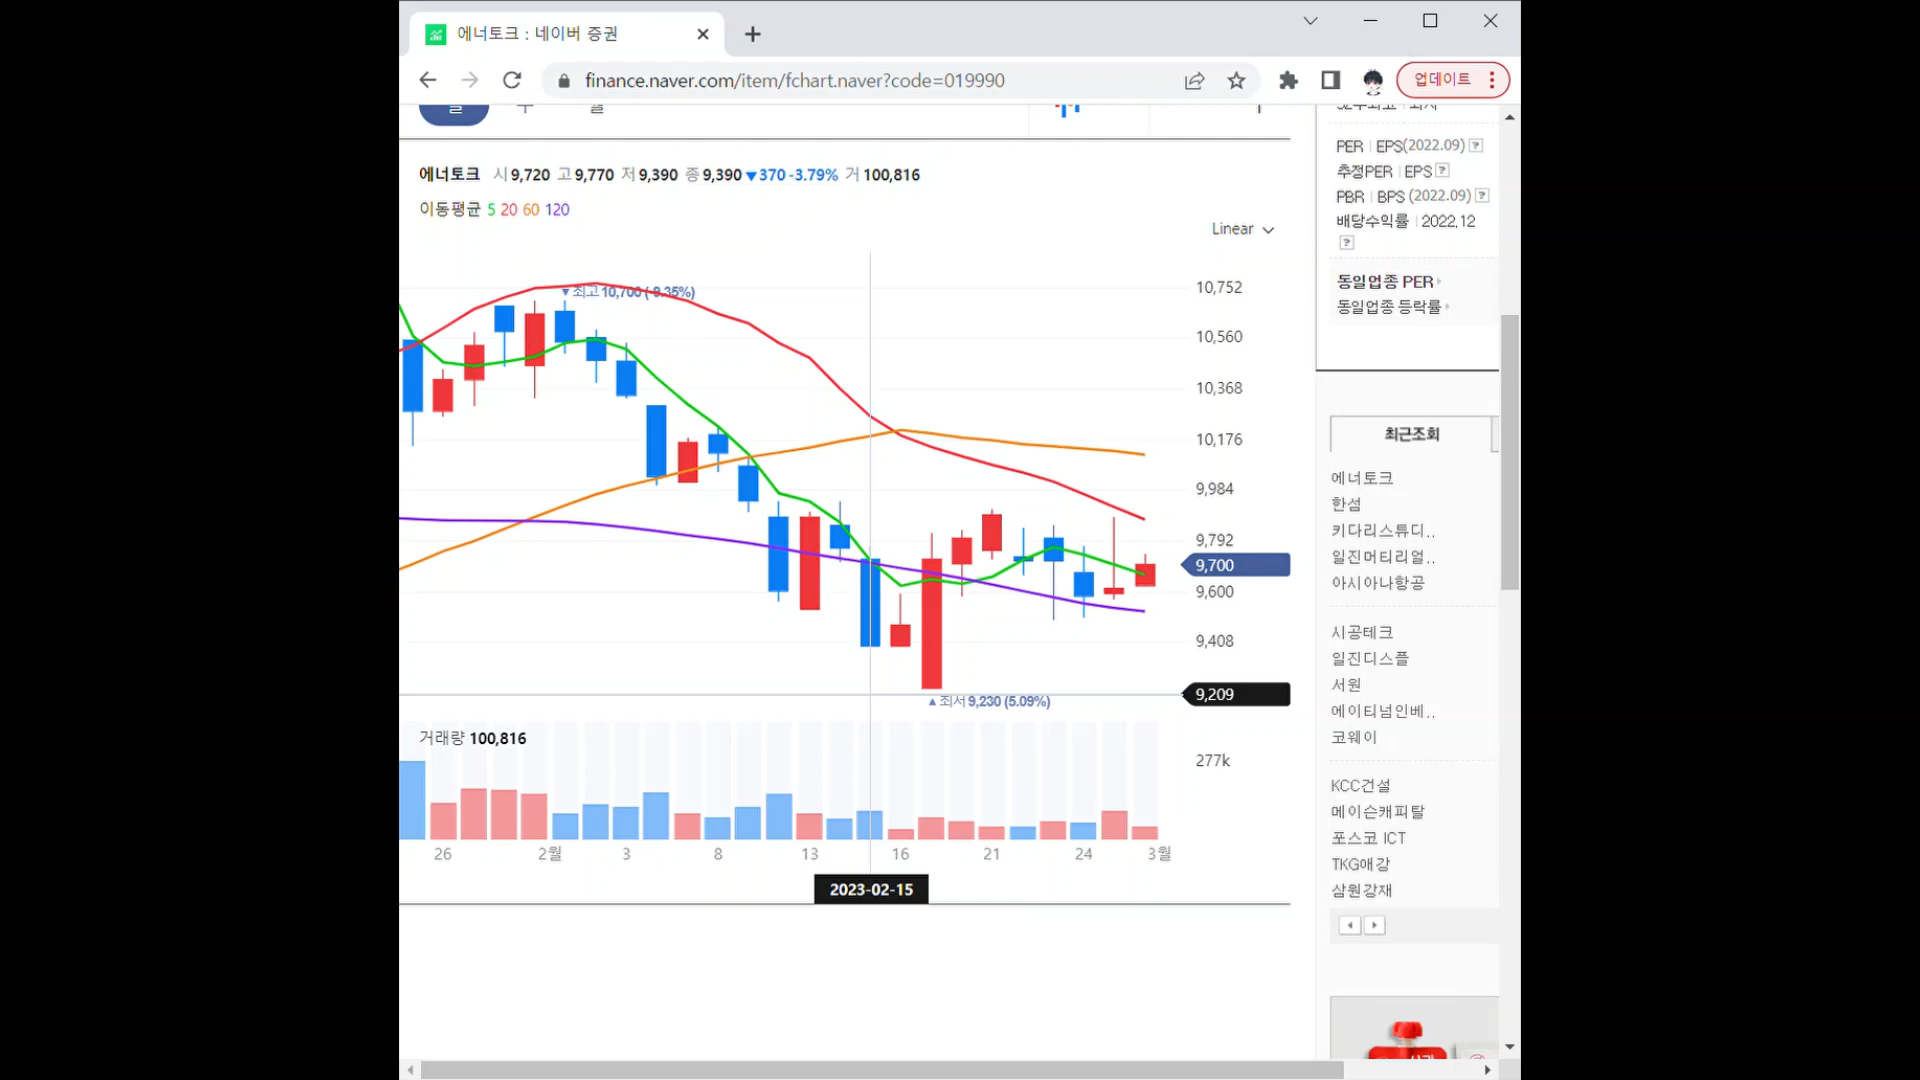 에너토크 : 네이버 증권
finance.naver.com/item/fchart.naver?code=019990
업데이트
에너토크 시 9,720 고 9,770 저 9,390 종 9,390 ▼370 -3.79% 거 100,816
이동평균 5 20 60 120
Linear
▼최고 10,700 (-9.35%)
10,752
10,560
10,368
10,176
9,984
9,792
9,700
9,600
9,408
9,209
▲최저 9,230 (5.09%)
거래량 100,816
277k
26 2월 3 8 13 16 21 24 3월
2023-02-15
PER | EPS(2022.09) ?
추정PER | EPS ?
PBR | BPS (2022.09) ?
배당수익률 | 2022.12
?
동일업종 PER
동일업종 등락률
최근조회
에너토크
한섬
키다리스튜디..
일진머티리얼..
아시아나항공
시공테크
일진디스플
서원
에이티넘인베..
코웨이
KCC건설
메이슨캐피탈
포스코 ICT
TKG애강
삼원강재